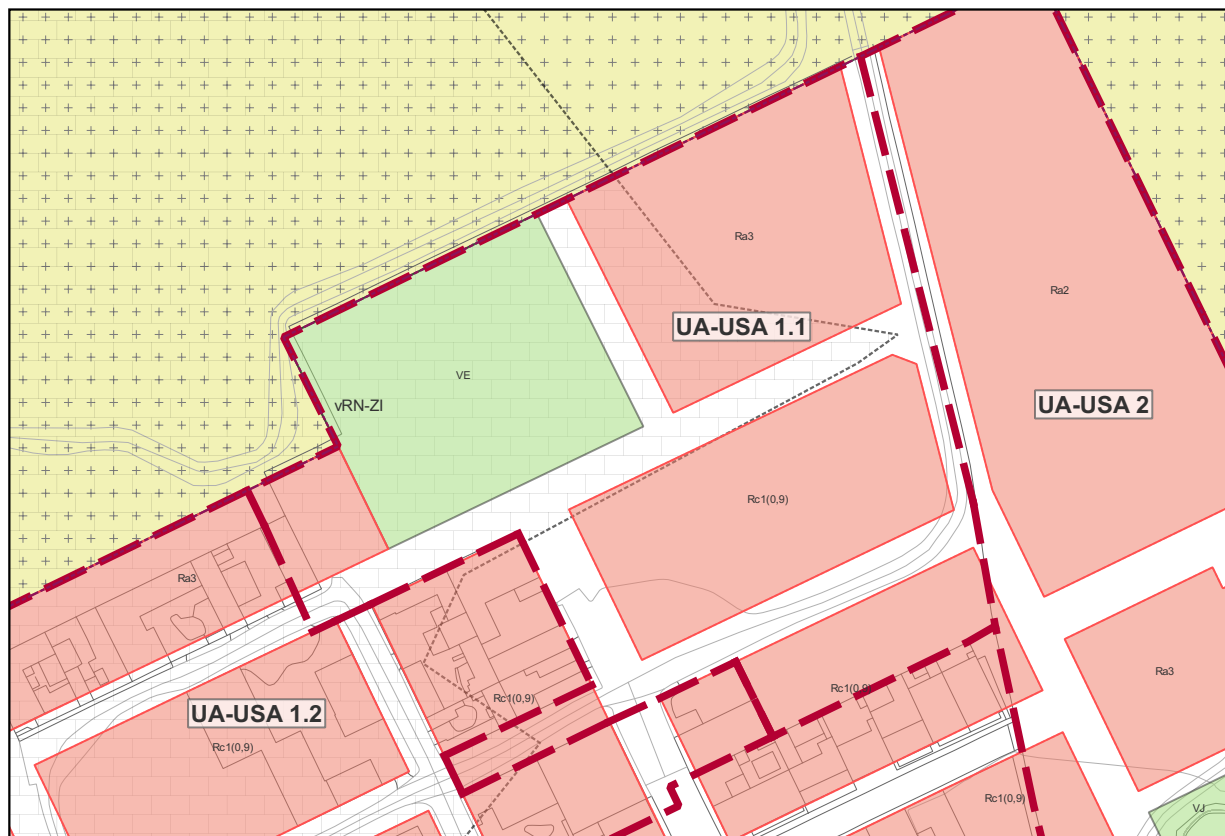 Ra3
Ra2
UA-USA 1.1
VE
UA-USA 2
vRN-ZI
Rc1(0,9)
Ra3
Ra3
Rc1(0,9)
Rc1(0,9)
UA-USA 1.2
Rc1(0,9)
Rc1(0,9)
VJ